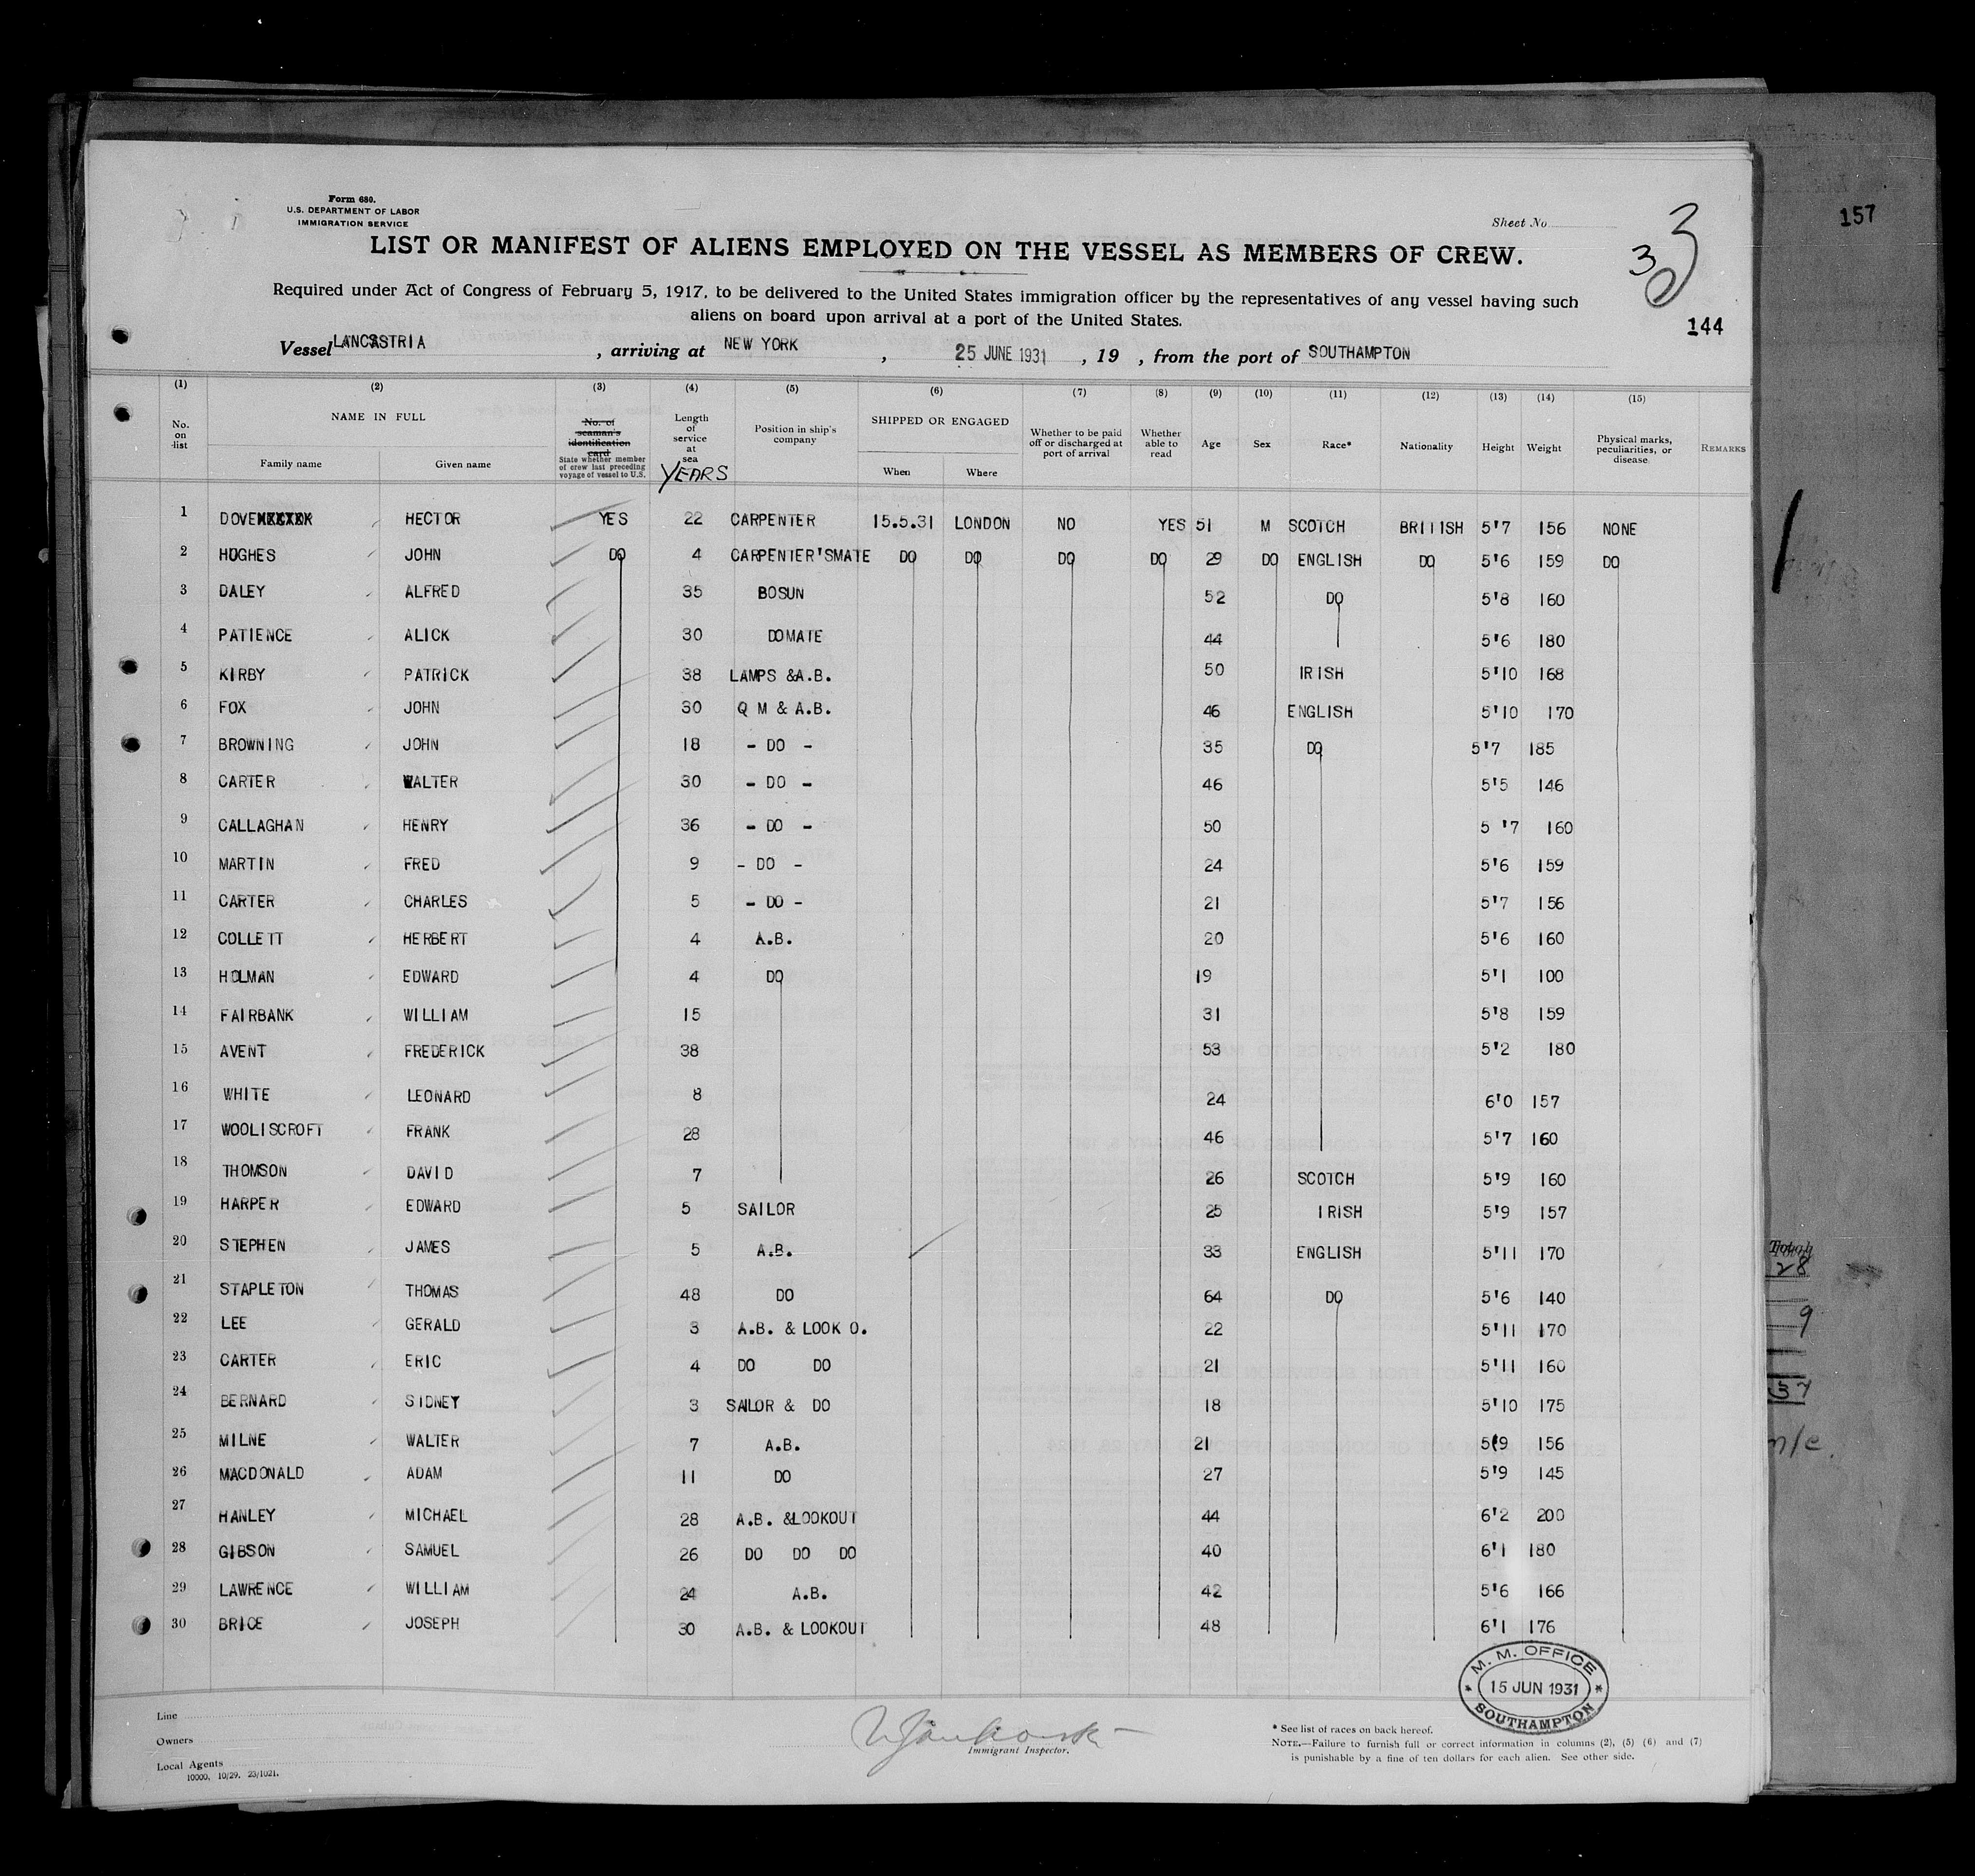 Form 680.
U.S. DEPARTMENT OF LABOR
IMMIGRATION SERVICE
Sheet No
157
LIST OR MANIFEST OF ALIENS EMPLOYED ON THE VESSEL AS MEMBERS OF CREW.
Required under Act of Congress of February 5, 1917, to be delivered to the United States immigration officer by the representatives of any vessel having such
aliens on board upon arrival at a port of the United States.
144
Vessel LANCASTRIA , arriving at NEW YORK , 25 JUNE 1931 , 19 , from the port of SOUTHAMPTON
(1) (2) (3) (4) (5) (6) (7) (8) (9) (10) (11) (12) (13) (14) (15)
No. on list NAME IN FULL Family name Given name No. of seaman's identification card State whether member of crew last preceding voyage of vessel to U.S. Length of service at sea YEARS Position in ship's company SHIPPED OR ENGAGED When Where Whether to be paid off or discharged at port of arrival Whether able to read Age Sex Race* Nationality Height Weight Physical marks, peculiarities, or disease REMARKS
1 DOVE HECTOR YES 22 CARPENTER 15.5.31 LONDON NO YES 51 M SCOTCH BRITISH 5'7 156 NONE
2 HUGHES JOHN DO 4 CARPENTER'SMATE DO DO DO DO 29 DO ENGLISH DO 5'6 159 DO
3 DALEY ALFRED 35 BOSUN 52 DO 5'8 160
4 PATIENCE ALICK 30 DOMATE 44 5'6 180
5 KIRBY PATRICK 38 LAMPS &A.B. 50 IRISH 5'10 168
6 FOX JOHN 30 Q M & A.B. 46 ENGLISH 5'10 170
7 BROWNING JOHN 18 - DO - 35 DO 5'7 185
8 CARTER WALTER 30 - DO - 46 5'5 146
9 CALLAGHAN HENRY 36 - DO - 50 5 '7 160
10 MARTIN FRED 9 - DO - 24 5'6 159
11 CARTER CHARLES 5 - DO - 21 5'7 156
12 COLLETT HERBERT 4 A.B. 20 5'6 160
13 HOLMAN EDWARD 4 DO 19 5'1 100
14 FAIRBANK WILLIAM 15 31 5'8 159
15 AVENT FREDERICK 38 53 5'2 180
16 WHITE LEONARD 8 24 6'0 157
17 WOOLISCROFT FRANK 28 46 5'7 160
18 THOMSON DAVID 7 26 SCOTCH 5'9 160
19 HARPER EDWARD 5 SAILOR 25 IRISH 5'9 157
20 STEPHEN JAMES 5 A.B. 33 ENGLISH 5'11 170
21 STAPLETON THOMAS 48 DO 64 DO 5'6 140
22 LEE GERALD 3 A.B. & LOOK O. 22 5'11 170
23 CARTER ERIC 4 DO DO 21 5'11 160
24 BERNARD SIDNEY 3 SAILOR & DO 18 5'10 175
25 MILNE WALTER 7 A.B. 21 5'9 156
26 MACDONALD ADAM 11 DO 27 5'9 145
27 HANLEY MICHAEL 28 A.B. &LOOKOUT 44 6'2 200
28 GIBSON SAMUEL 26 DO DO DO 40 6'1 180
29 LAWRENCE WILLIAM 24 A.B. 42 5'6 166
30 BRICE JOSEPH 30 A.B. & LOOKOUT 48 6'1 176
28
9
37
n/c.
M. M. OFFICE
15 JUN 1931
SOUTHAMPTON
Line
Owners
Local Agents
10000. 10/29. 23/1021.
Immigrant Inspector.
* See list of races on back hereof.
NOTE.—Failure to furnish full or correct information in columns (2), (5) (6) and (7)
is punishable by a fine of ten dollars for each alien. See other side.